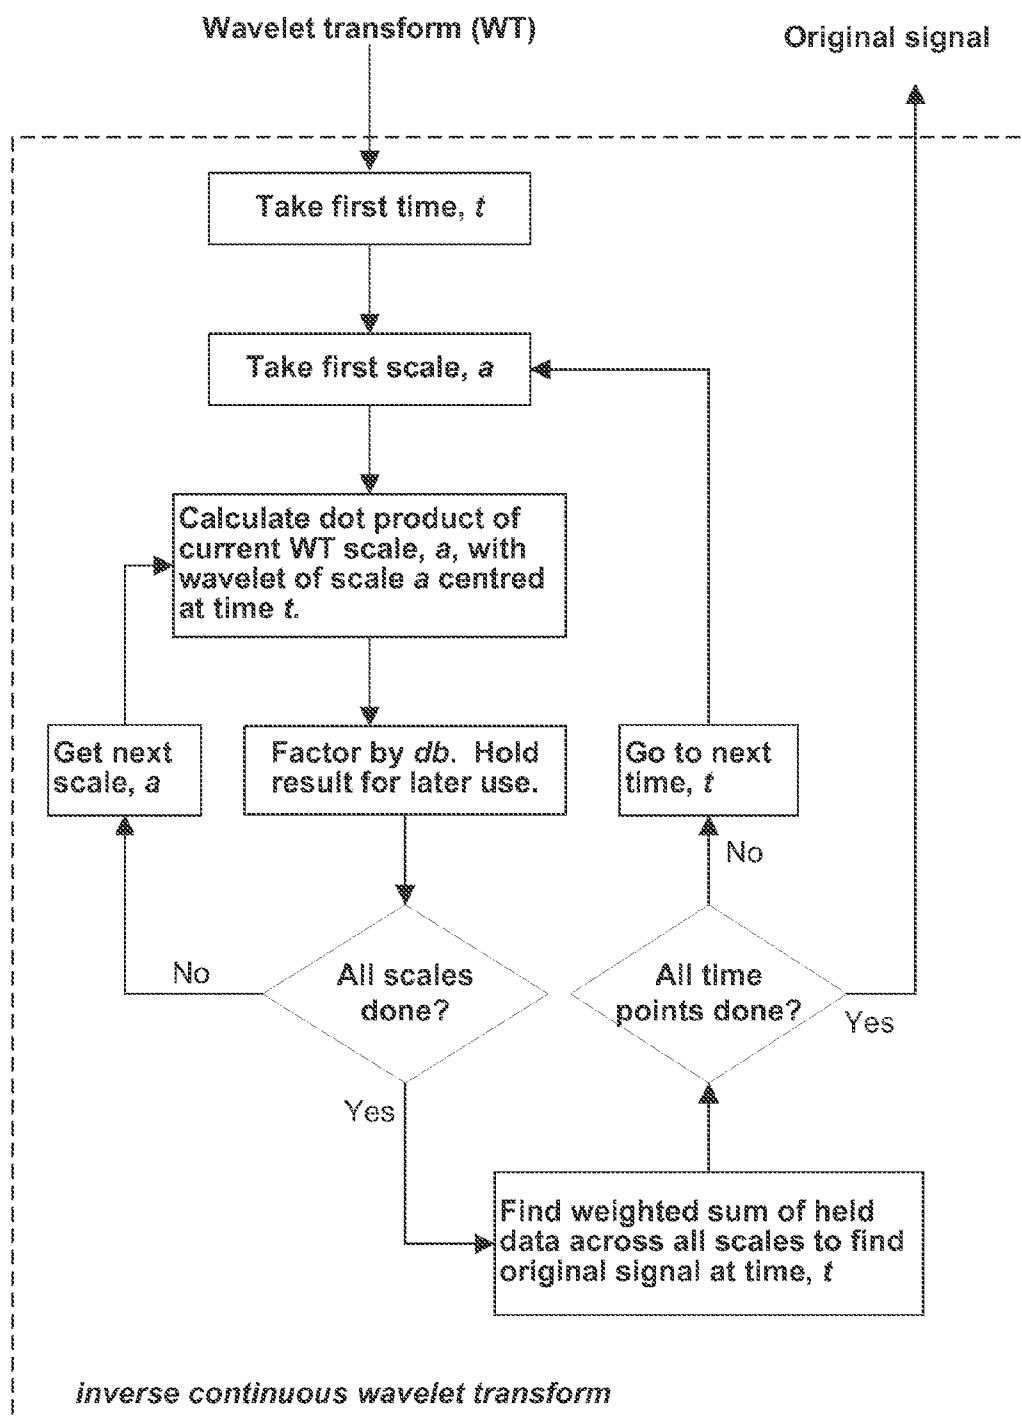 Wavelet transform (WT)
Original signal
Take first time, t
Take first scale, a
Calculate dot product of
current WT scale, a, with
wavelet of scale a centred
at time t.
Get next
scale, a
Factor by db. Hold
result for later use.
Go to next
time, t
No
No
All scales
done?
All time
points done?
Yes
Yes
Find weighted sum of held
data across all scales to find
original signal at time, t
inverse continuous wavelet transform